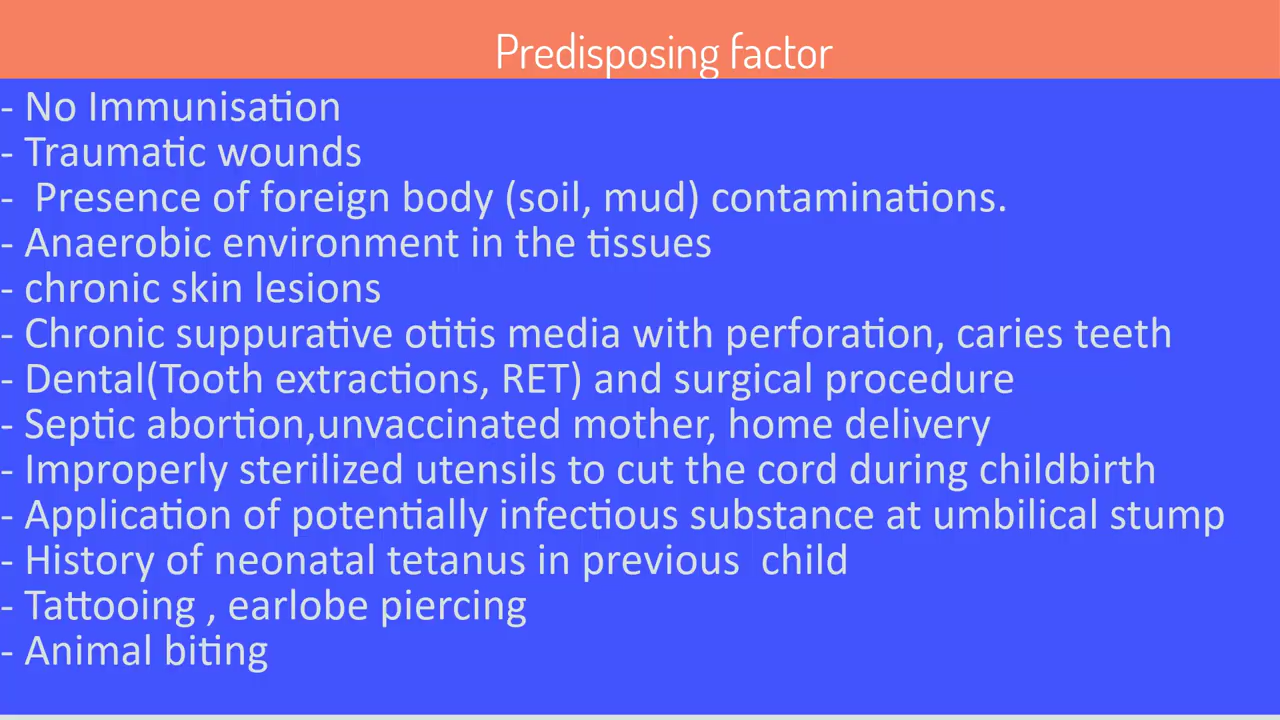 Predisposing factor
- No Immunisation
- Traumatic wounds
- Presence of foreign body (soil, mud) contaminations.
- Anaerobic environment in the tissues
- chronic skin lesions
- Chronic suppurative otitis media with perforation, caries teeth
- Dental(Tooth extractions, RET) and surgical procedure
- Septic abortion,unvaccinated mother, home delivery
- Improperly sterilized utensils to cut the cord during childbirth
- Application of potentially infectious substance at umbilical stump
- History of neonatal tetanus in previous  child
- Tattooing , earlobe piercing
- Animal biting